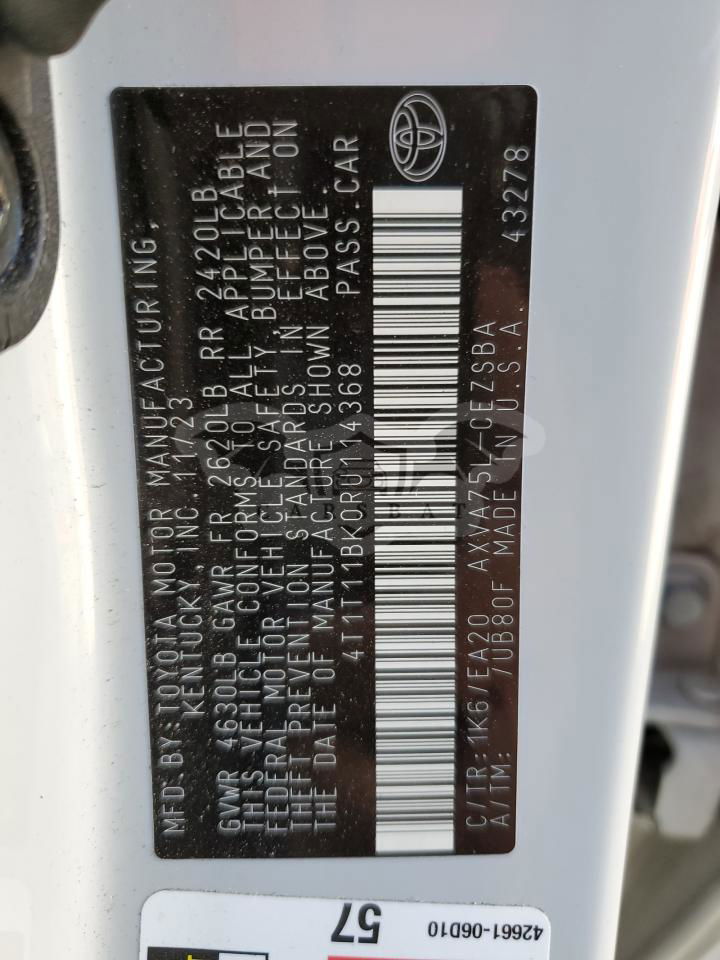 MFD. BY: TOYOTA MOTOR MANUFACTURING,
KENTUCKY, INC. 11/23
GVWR 4630LB GAWR FR 2620LB RR 2420LB
THIS VEHICLE CONFORMS TO ALL APPLICABLE
FEDERAL MOTOR VEHICLE SAFETY, BUMPER AND
THEFT PREVENTION STANDARDS IN EFFECT ON
THE DATE OF MANUFACTURE SHOWN ABOVE.
4T1T11BK0RU114368 PASS.CAR
C/TR: 1K6/EA20 AXVA75L-CEZSBA
A/TM: /UB80F MADE IN U.S.A. 43278
57
42661-06D10